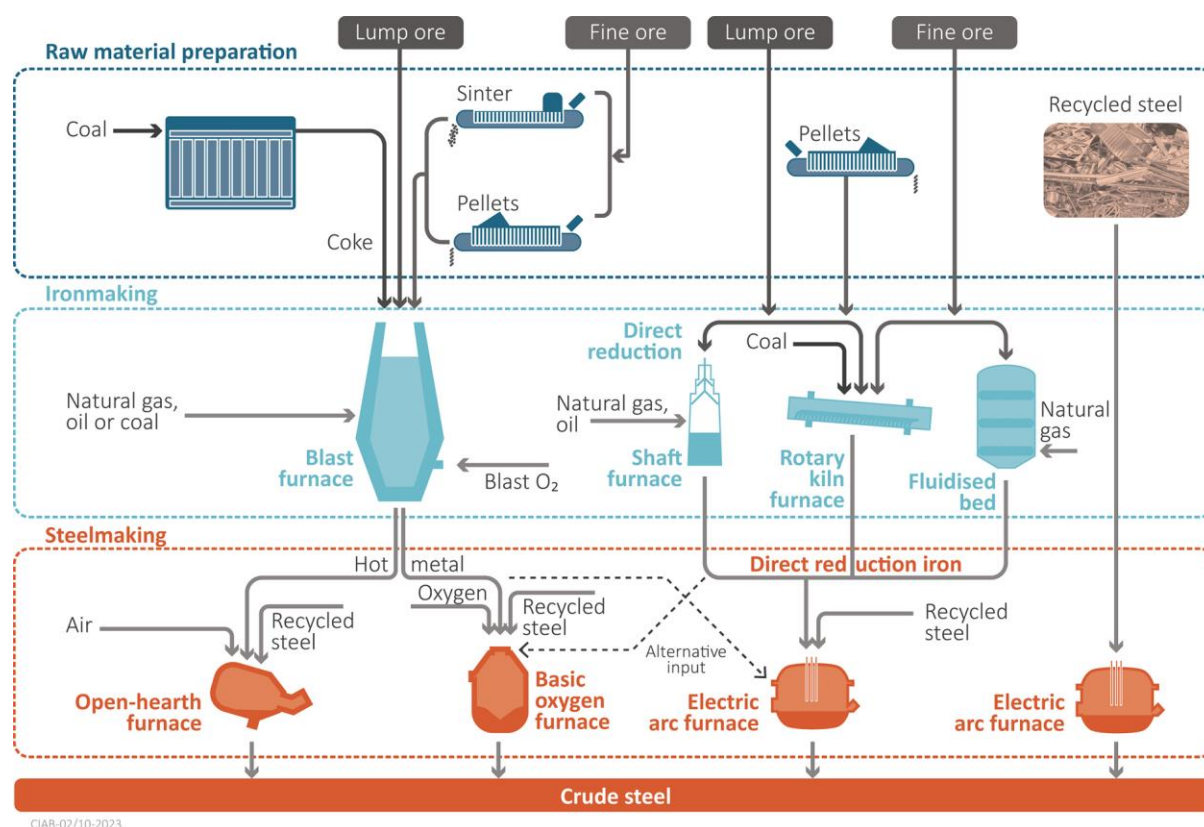 Lump ore
Fine ore
Lump ore
Fine ore
Raw material preparation
Coal
Sinter
Pellets
Coke
Pellets
Recycled steel
Ironmaking
Natural gas,
oil or coal
Blast
furnace
Blast O₂
Direct
reduction
Natural gas,
oil
Shaft
furnace
Coal
Rotary
kiln
furnace
Fluidised
bed
Natural
gas
Steelmaking
Hot metal
Air
Recycled
steel
Open-hearth
furnace
Oxygen
Recycled
steel
Basic
oxygen
furnace
Alternative
input
Direct reduction iron
Recycled
steel
Electric
arc furnace
Electric
arc furnace
Crude steel
CIAB-02/10-2023